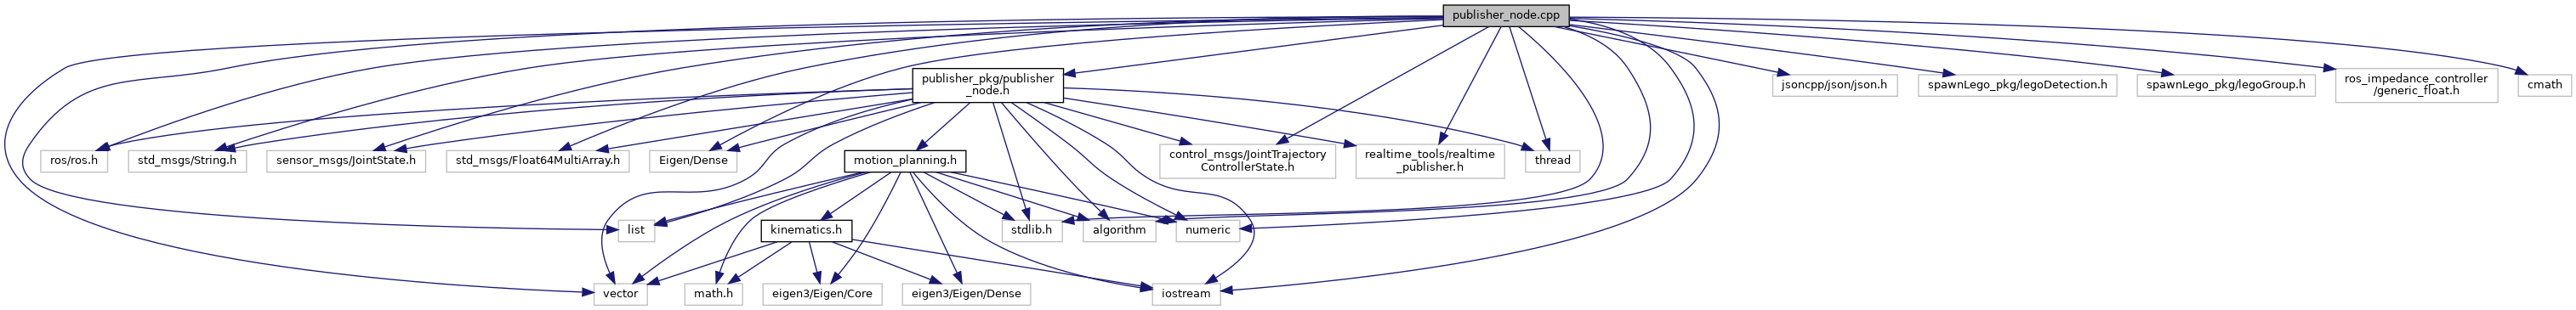 publisher_node.cpp
publisher_pkg/publisher
_node.h
jsoncpp/json/json.h
spawnLego_pkg/legoDetection.h
spawnLego_pkg/legoGroup.h
ros_impedance_controller
/generic_float.h
cmath
ros/ros.h
std_msgs/String.h
sensor_msgs/JointState.h
std_msgs/Float64MultiArray.h
Eigen/Dense
motion_planning.h
control_msgs/JointTrajectory
ControllerState.h
realtime_tools/realtime
_publisher.h
thread
list
kinematics.h
stdlib.h
algorithm
numeric
vector
math.h
eigen3/Eigen/Core
eigen3/Eigen/Dense
iostream